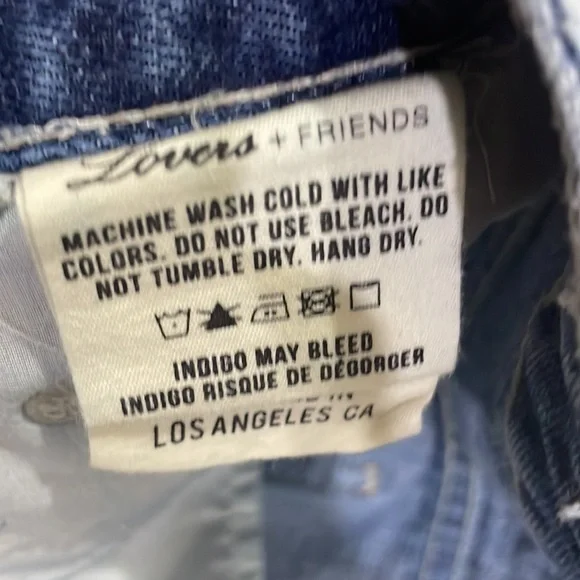 Lovers + FRIENDS
MACHINE WASH COLD WITH LIKE
COLORS. DO NOT USE BLEACH. DO
NOT TUMBLE DRY. HANG DRY.
INDIGO MAY BLEED
INDIGO RISQUE DE DÉGORGER
LOS ANGELES CA